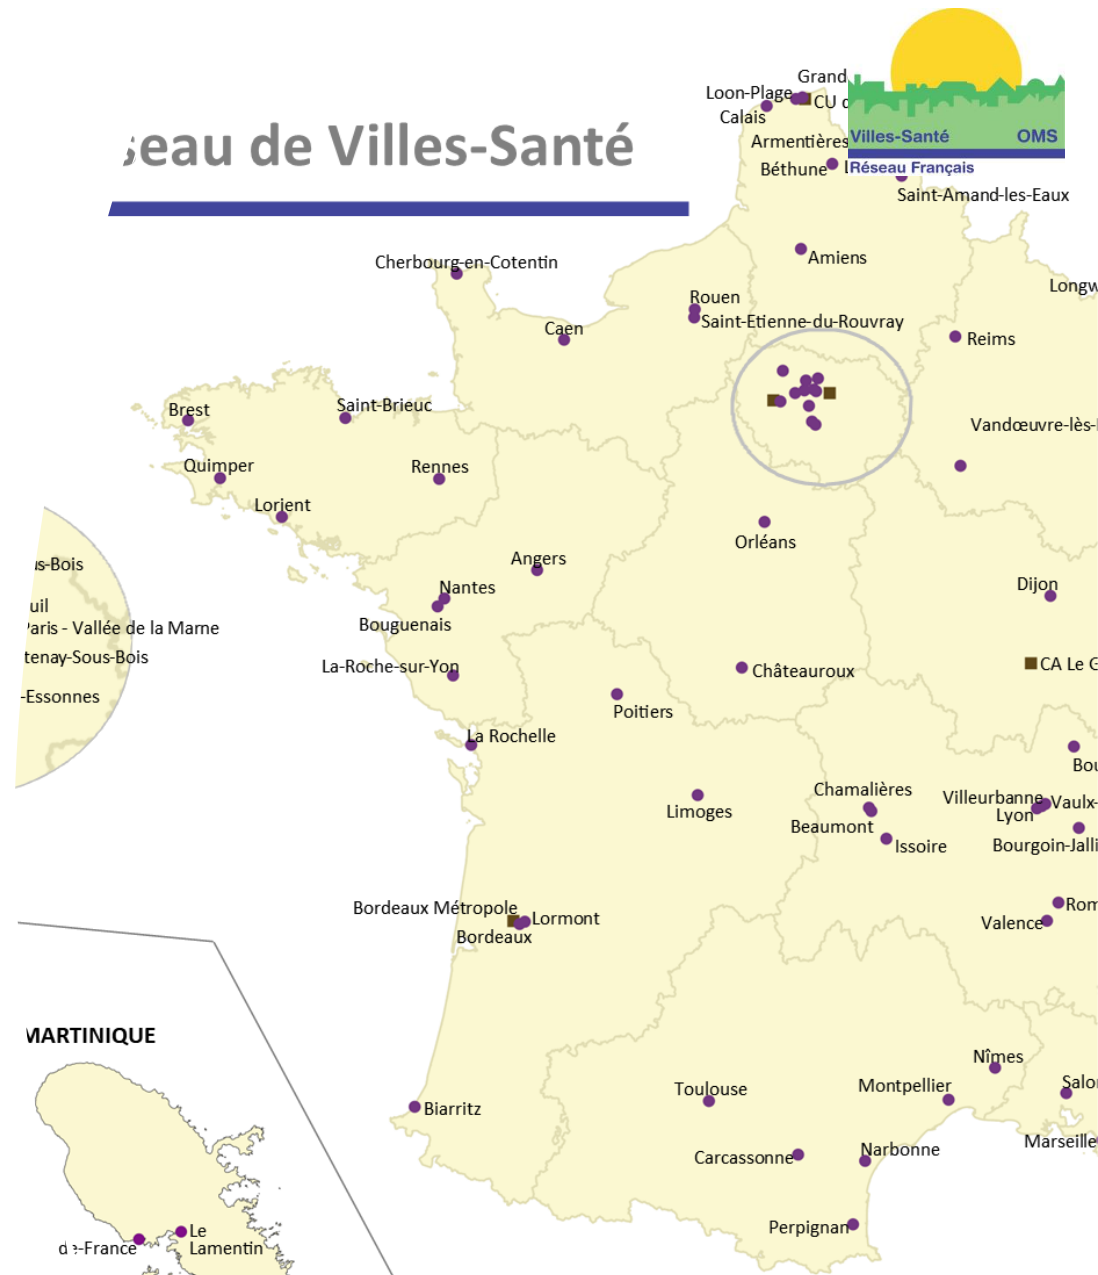 Grand
Loon-Plage
CU d
Calais
Armentières
Villes-Santé OMS
eau de Villes-Santé
Béthune
Réseau Français
Saint-Amand-les-Eaux
Cherbourg-en-Cotentin
Amiens
Longw
Rouen
Saint-Etienne-du-Rouvray
Caen
Reims
Brest
Saint-Brieuc
Vandœuvre-lès-
Quimper
Rennes
Lorient
Orléans
Angers
us-Bois
Dijon
Nantes
uil
Bouguenais
Paris - Vallée de la Marne
tenay-Sous-Bois
La-Roche-sur-Yon
Châteauroux
CA Le G
-Essonnes
Poitiers
La Rochelle
Bou
Chamalières
Villeurbanne
Vaulx-
Limoges
Lyon
Beaumont
Issoire
Bourgoin-Jalli
Bordeaux Métropole
Lormont
Rom
Valence
Bordeaux
MARTINIQUE
Nîmes
Toulouse
Montpellier
Salon
Biarritz
Marseille
Carcassonne
Narbonne
Perpignan
Le
Lamentin
de-France